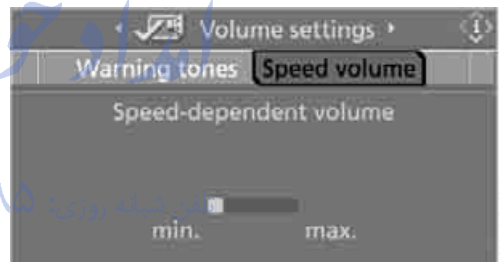 Volume settings
Warning tones Speed volume
Speed-dependent volume
min. max.